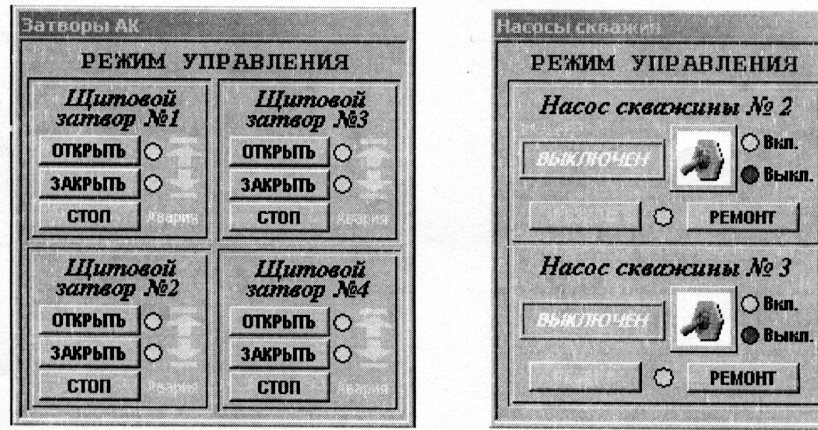 Затворы АК
РЕЖИМ УПРАВЛЕНИЯ
Щитовой
затвор №1
ОТКРЫТЬ
ЗАКРЫТЬ
СТОП
Авария
Щитовой
затвор №3
ОТКРЫТЬ
ЗАКРЫТЬ
СТОП
Авария
Щитовой
затвор №2
ОТКРЫТЬ
ЗАКРЫТЬ
СТОП
Авария
Щитовой
затвор №4
ОТКРЫТЬ
ЗАКРЫТЬ
СТОП
Авария
Насосы скважин
РЕЖИМ УПРАВЛЕНИЯ
Насос скважины № 2
ВЫКЛЮЧЕН
Вкл.
Выкл.
РЕМОНТ
Насос скважины № 3
ВЫКЛЮЧЕН
Вкл.
Выкл.
РЕМОНТ